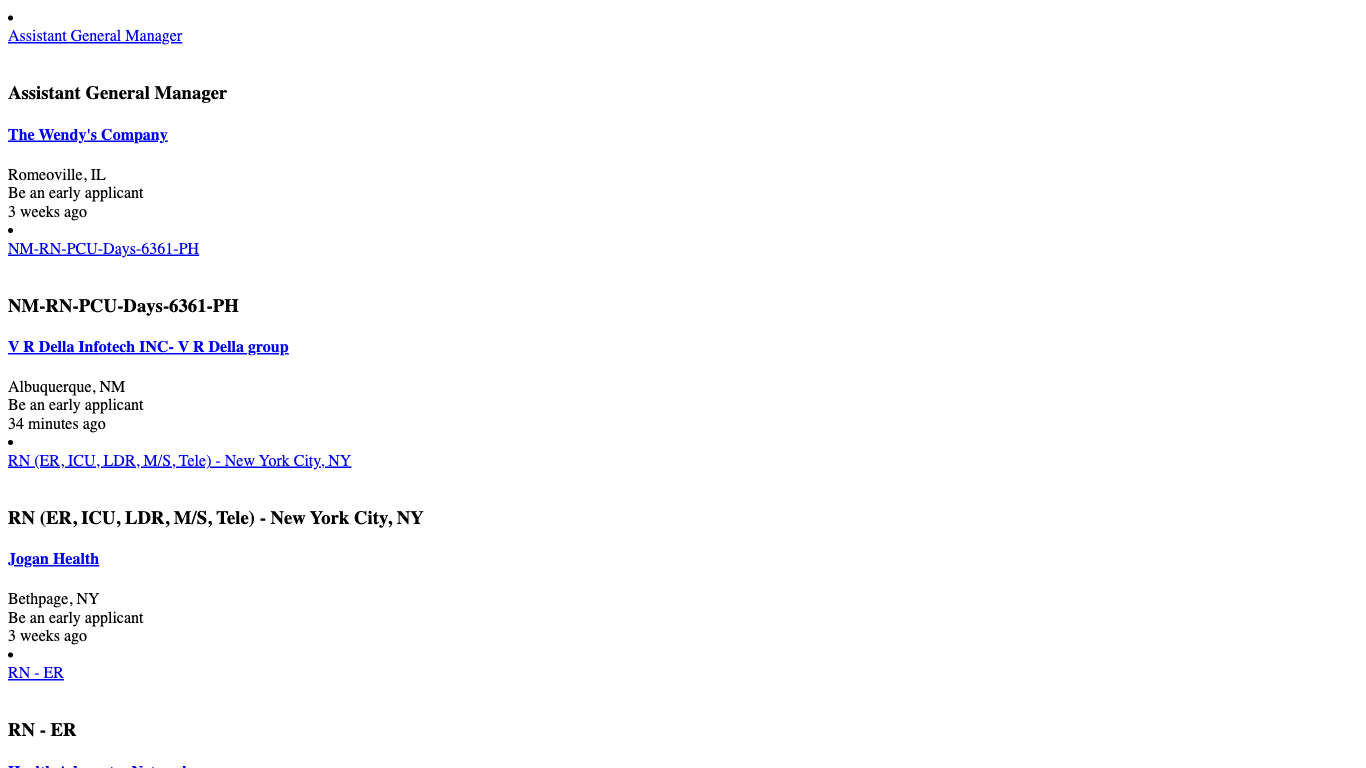 Assistant General Manager
Assistant General Manager
The Wendy's Company
Romeoville, IL
Be an early applicant
3 weeks ago
NM-RN-PCU-Days-6361-PH
NM-RN-PCU-Days-6361-PH
V R Della Infotech INC- V R Della group
Albuquerque, NM
Be an early applicant
34 minutes ago
RN (ER, ICU, LDR, M/S, Tele) - New York City, NY
RN (ER, ICU, LDR, M/S, Tele) - New York City, NY
Jogan Health
Bethpage, NY
Be an early applicant
3 weeks ago
RN - ER
RN - ER